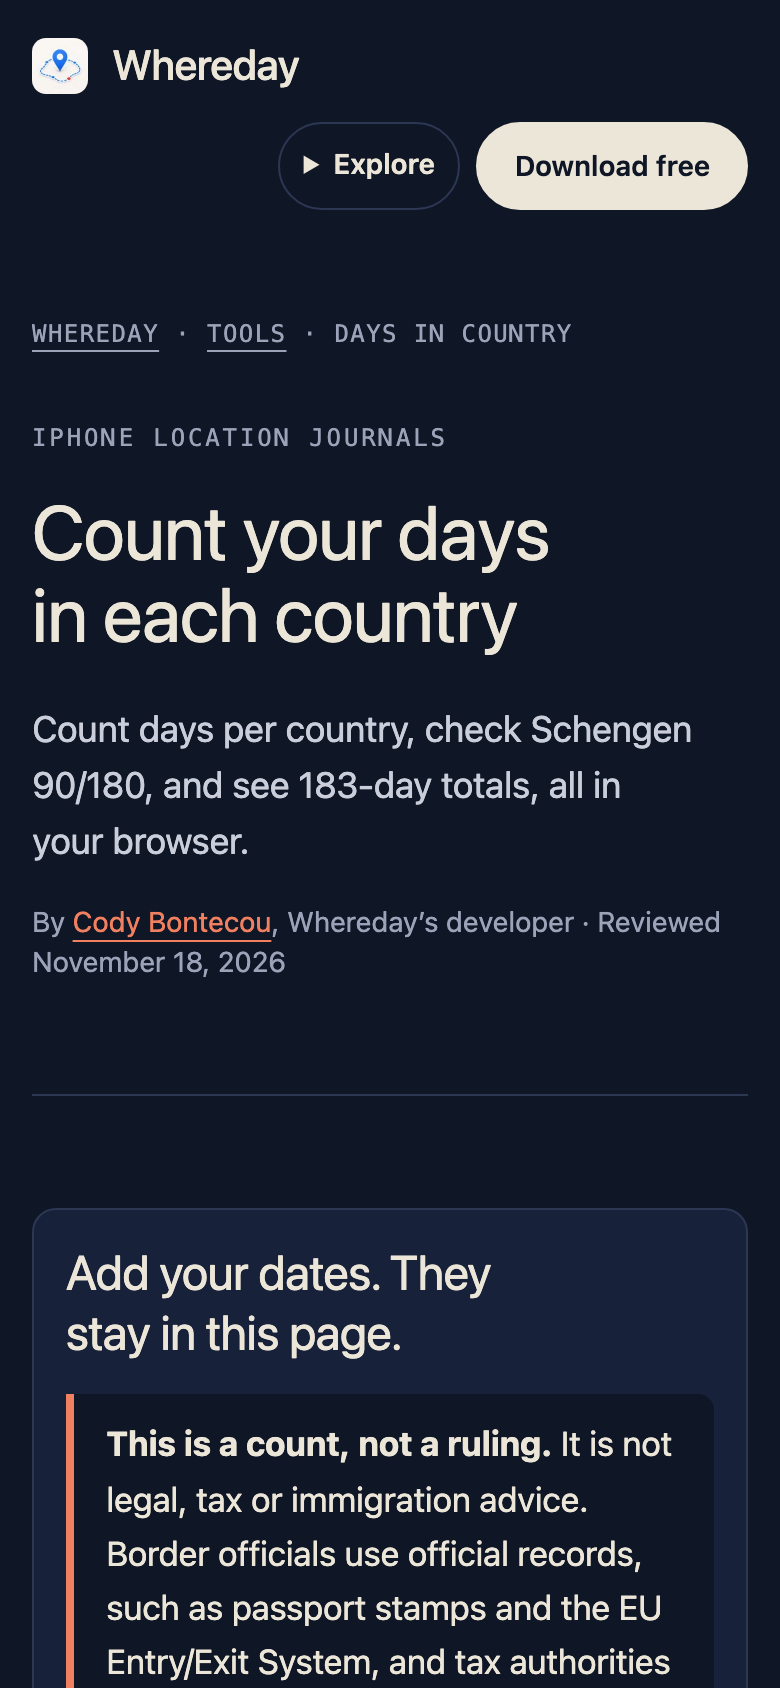 Whereday
Explore
Download free
WHEREDAY · TOOLS · DAYS IN COUNTRY
IPHONE LOCATION JOURNALS
Count your days
in each country
Count days per country, check Schengen
90/180, and see 183-day totals, all in
your browser.
By Cody Bontecou, Whereday’s developer · Reviewed
November 18, 2026
Add your dates. They
stay in this page.
This is a count, not a ruling. It is not
legal, tax or immigration advice.
Border officials use official records,
such as passport stamps and the EU
Entry/Exit System, and tax authorities